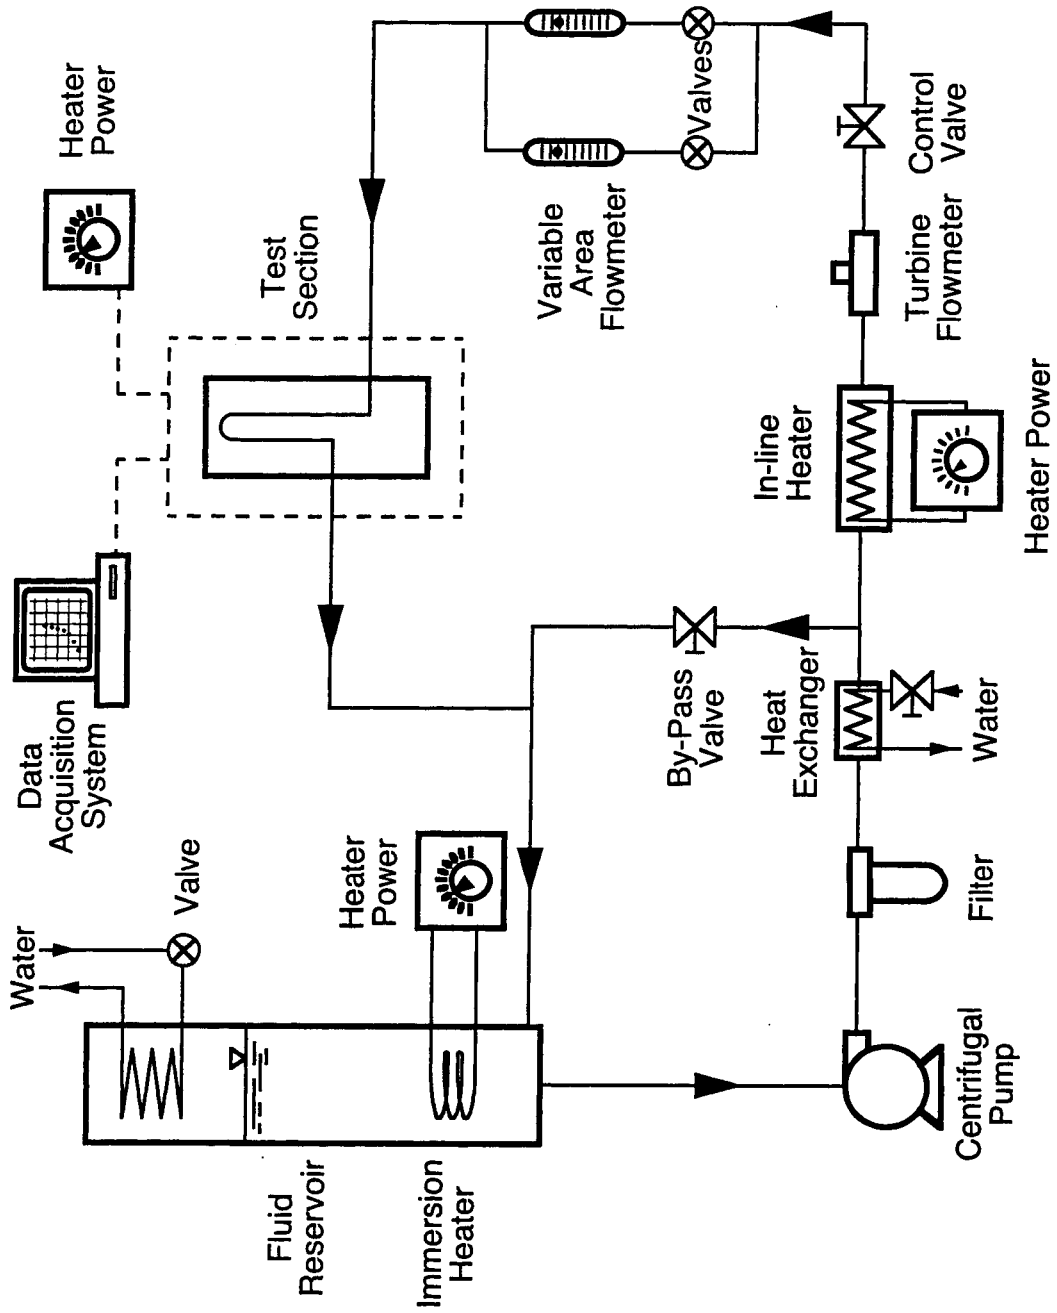 Water
Valve
Fluid
Reservoir
Immersion
Heater
Heater
Power
Data
Acquisition
System
Heater
Power
Test
Section
Variable
Area
Flowmeter
Valves
By-Pass
Valve
Heat
Exchanger
Water
In-line
Heater
Heater Power
Turbine
Flowmeter
Control
Valve
Filter
Centrifugal
Pump